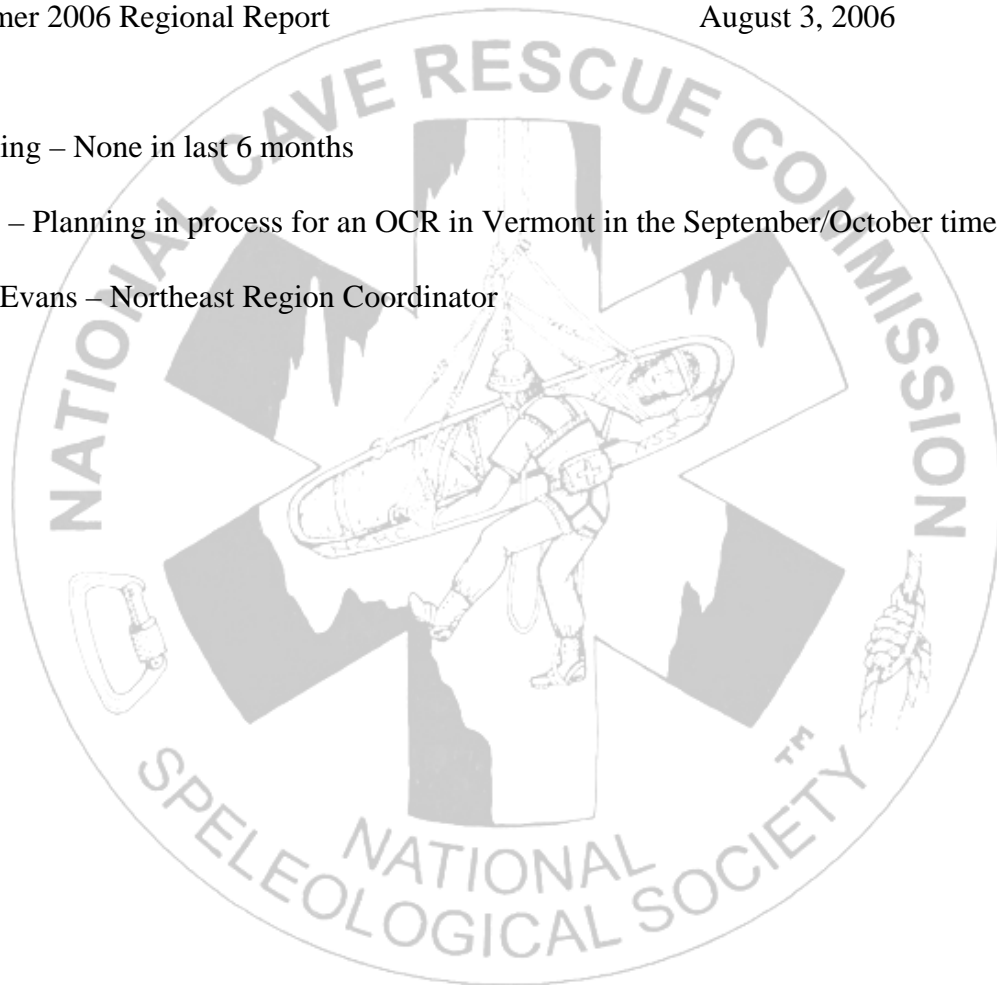 mer 2006 Regional Report August 3, 2006
ing – None in last 6 months
– Planning in process for an OCR in Vermont in the September/October time
Evans – Northeast Region Coordinator
NATIONAL CAVE RESCUE COMMISSION
NSS
NATIONAL
SPELEOLOGICAL SOCIETY
TM